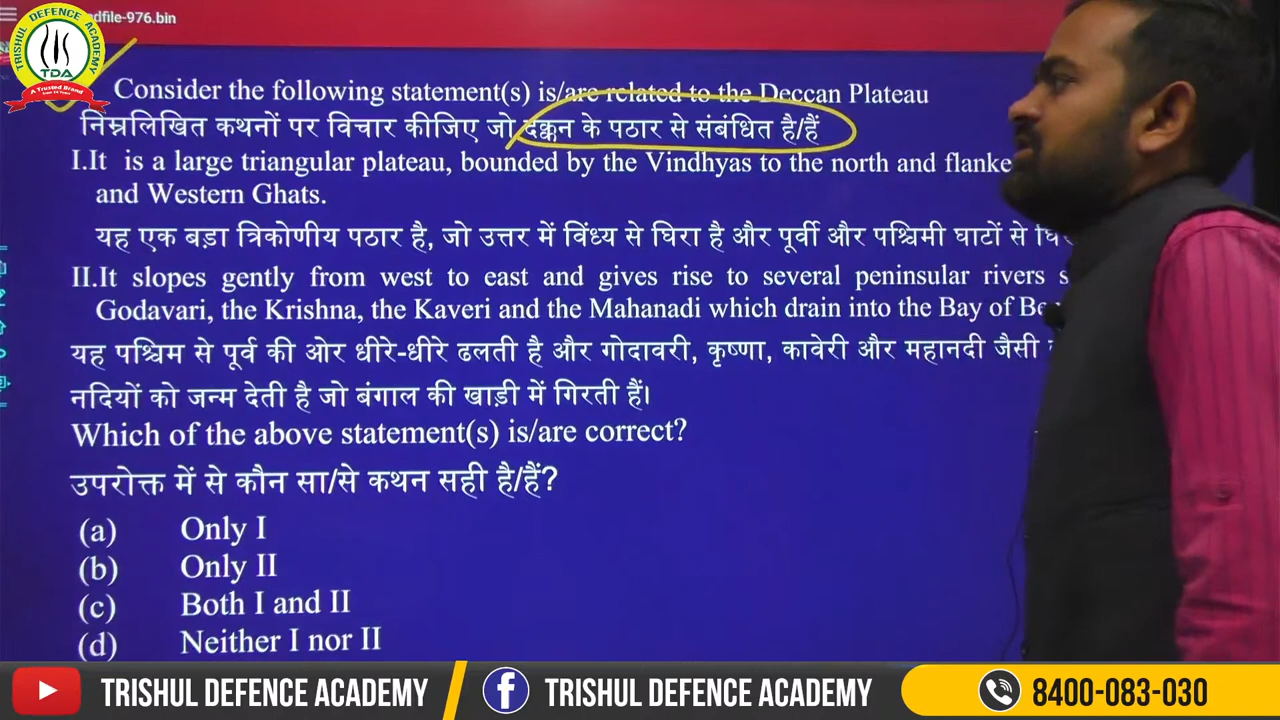 edfile-976.bin
TRISHUL DEFENCE ACADEMY
TDA
A Trusted Brand
Consider the following statement(s) is/are related to the Deccan Plateau
निम्नलिखित कथनों पर विचार कीजिए जो दक्कन के पठार से संबंधित है/हैं
I.It is a large triangular plateau, bounded by the Vindhyas to the north and flanke
and Western Ghats.
यह एक बड़ा त्रिकोणीय पठार है, जो उत्तर में विंध्य से घिरा है और पूर्वी और पश्चिमी घाटों से
II.It slopes gently from west to east and gives rise to several peninsular rivers s
Godavari, the Krishna, the Kaveri and the Mahanadi which drain into the Bay of Be
यह पश्चिम से पूर्व की ओर धीरे-धीरे ढलती है और गोदावरी, कृष्णा, कावेरी और महानदी जैसी
नदियों को जन्म देती है जो बंगाल की खाड़ी में गिरती हैं।
Which of the above statement(s) is/are correct?
उपरोक्त में से कौन सा/से कथन सही है/हैं?
(a) Only I
(b) Only II
(c) Both I and II
(d) Neither I nor II
TRISHUL DEFENCE ACADEMY
TRISHUL DEFENCE ACADEMY
8400-083-030